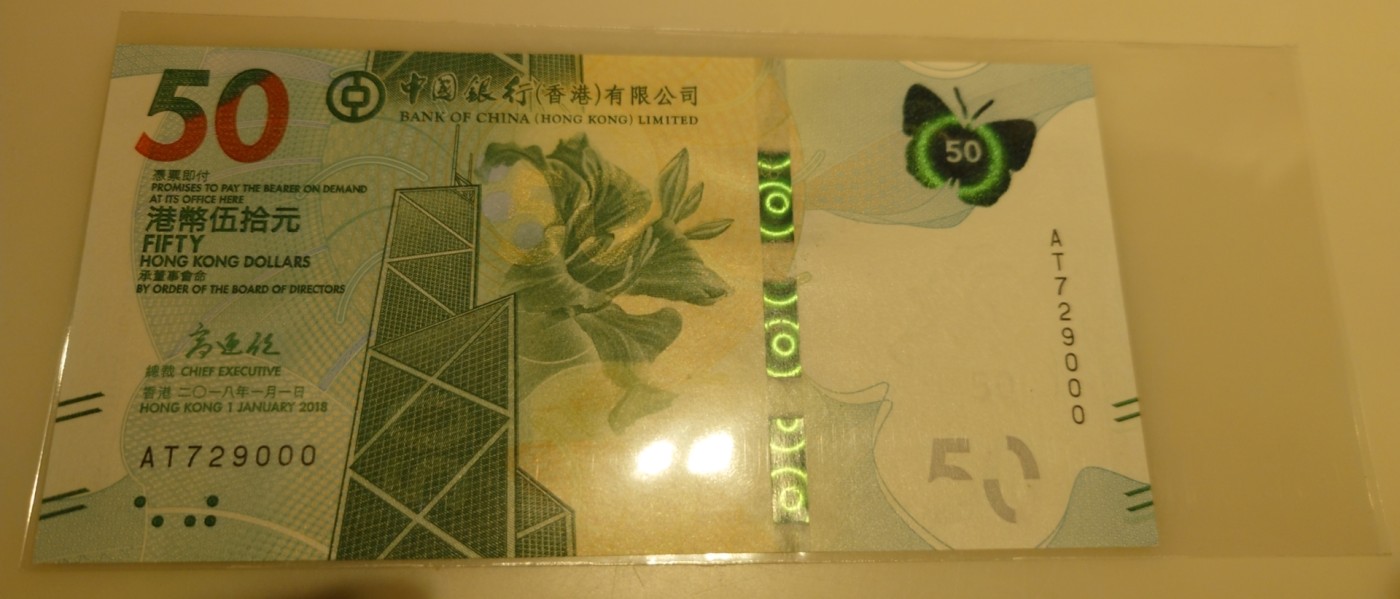 50
中国銀行(香港)有限公司
BANK OF CHINA (HONG KONG) LIMITED
憑票即付
PROMISES TO PAY THE BEARER ON DEMAND
AT ITS OFFICE HERE
港幣伍拾元
FIFTY
HONG KONG DOLLARS
承董事會命
BY ORDER OF THE BOARD OF DIRECTORS
總裁 CHIEF EXECUTIVE
香港 二〇一八年一月一日
HONG KONG 1 JANUARY 2018
AT729000
50
AT729000
50